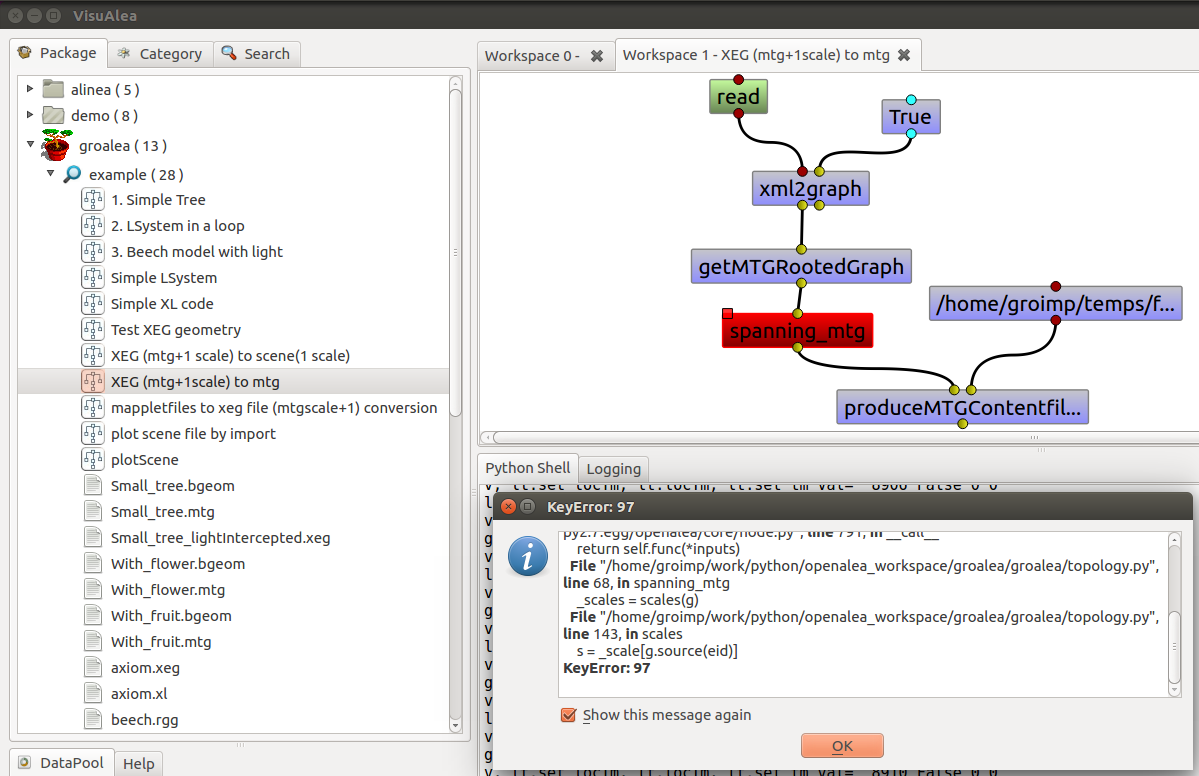 VisuAlea
Package
Category
Search
alinea ( 5 )
demo ( 8 )
groalea ( 13 )
example ( 28 )
1. Simple Tree
2. LSystem in a loop
3. Beech model with light
Simple LSystem
Simple XL code
Test XEG geometry
XEG (mtg+1 scale) to scene(1 scale)
XEG (mtg+1scale) to mtg
mappletfiles to xeg file (mtgscale+1) conversion
plot scene file by import
plotScene
Small_tree.bgeom
Small_tree.mtg
Small_tree_lightIntercepted.xeg
With_flower.bgeom
With_flower.mtg
With_fruit.bgeom
With_fruit.mtg
axiom.xeg
axiom.xl
beech.rgg
DataPool
Help
Workspace 0 -
Workspace 1 - XEG (mtg+1scale) to mtg
read
True
xml2graph
getMTGRootedGraph
/home/groimp/temps/f...
spanning_mtg
produceMTGContentfil...
Python Shell
Logging
KeyError: 97
py2.7.egg/openalea/core/node.py", line 791, in __call__
return self.func(*inputs)
File "/home/groimp/work/python/openalea_workspace/groalea/groalea/topology.py",
line 68, in spanning_mtg
_scales = scales(g)
File "/home/groimp/work/python/openalea_workspace/groalea/groalea/topology.py",
line 143, in scales
s = _scale[g.source(eid)]
KeyError: 97
Show this message again
OK